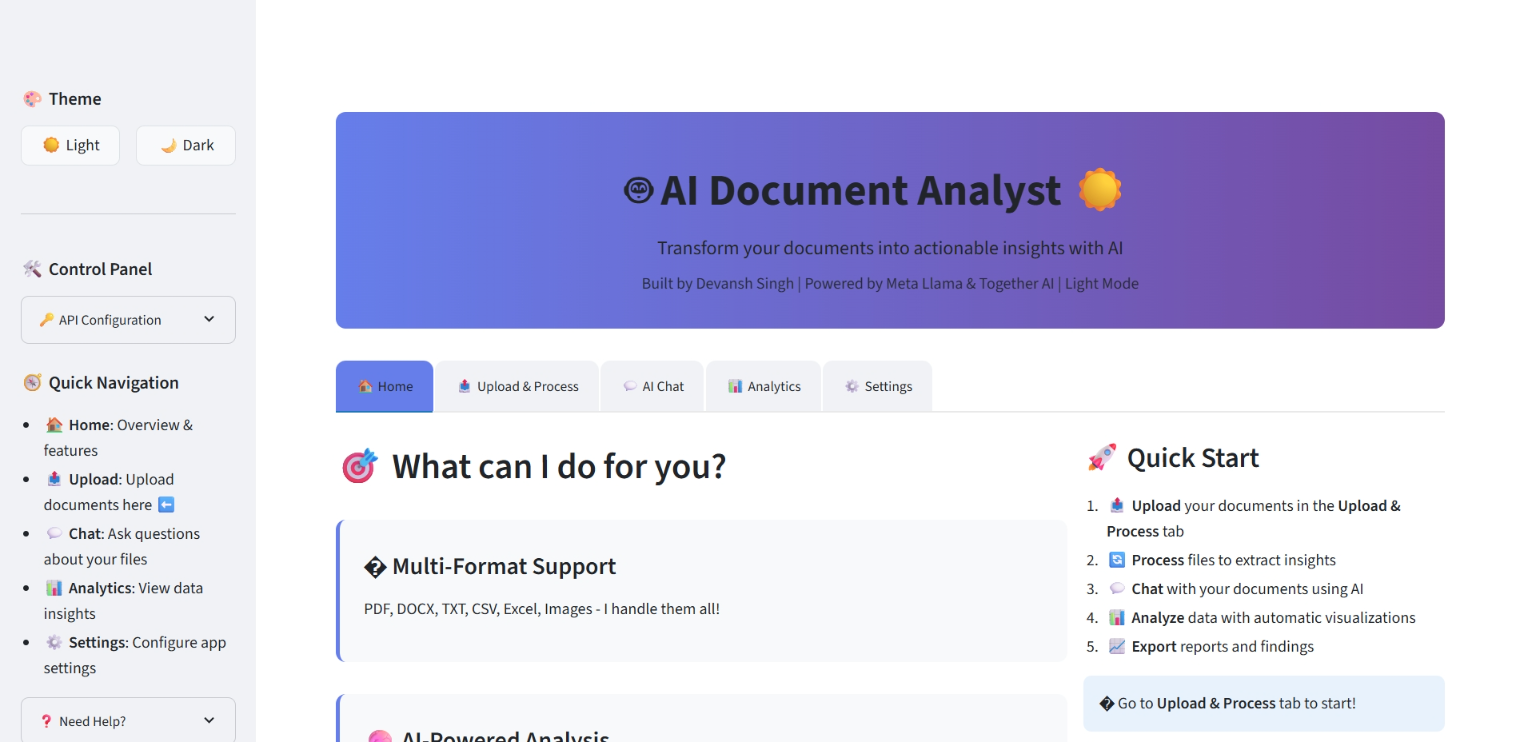 🎨 Theme
☀️ Light
🌙 Dark
🛠️ Control Panel
🔑 API Configuration
🧭 Quick Navigation
• 🏠 Home: Overview &
features
• 📤 Upload: Upload
documents here ⬅️
• 💬 Chat: Ask questions
about your files
• 📊 Analytics: View data
insights
• ⚙️ Settings: Configure app
settings
❓ Need Help?
AI Document Analyst ☀️
Transform your documents into actionable insights with AI
Built by Devansh Singh | Powered by Meta Llama & Together AI | Light Mode
🏠 Home
📤 Upload & Process
💬 AI Chat
📊 Analytics
⚙️ Settings
🎯 What can I do for you?
� Multi-Format Support
PDF, DOCX, TXT, CSV, Excel, Images - I handle them all!
🧠 AI-Powered Analysis
🚀 Quick Start
1. 📤 Upload your documents in the Upload &
Process tab
2. 🔄 Process files to extract insights
3. 💬 Chat with your documents using AI
4. 📊 Analyze data with automatic visualizations
5. 📈 Export reports and findings
� Go to Upload & Process tab to start!